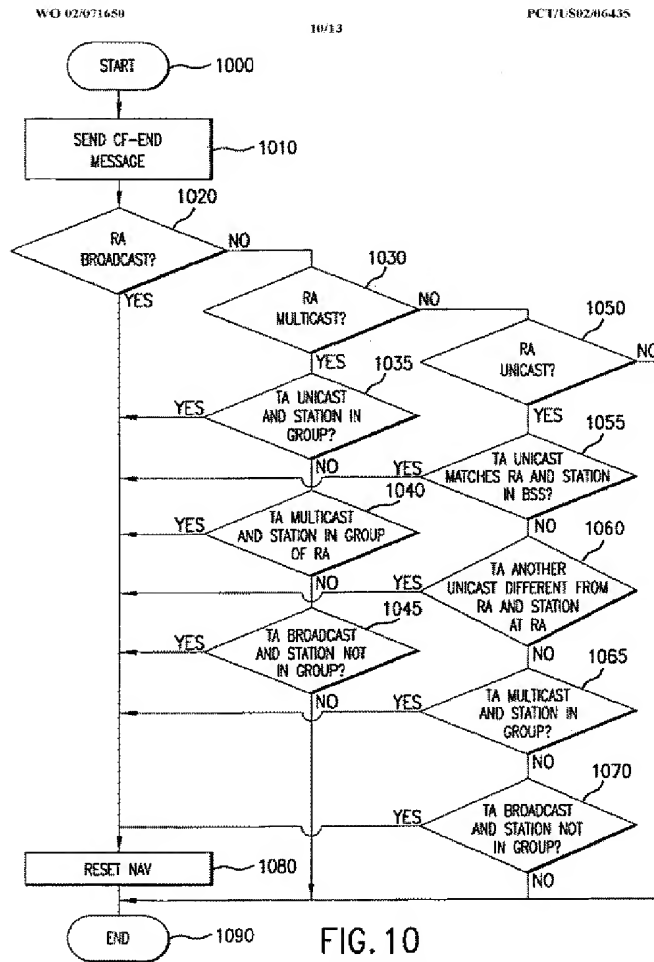 WO 02/071650
PCT/US02/06435
10/13
START
1000
SEND CF-END
MESSAGE
1010
1020
RA
BROADCAST?
NO
YES
1030
RA
MULTICAST?
NO
YES
1050
RA
UNICAST?
NO
YES
1035
YES
TA UNICAST
AND STATION IN
GROUP?
NO
1055
YES
TA UNICAST
MATCHES RA AND STATION
IN BSS?
NO
1040
YES
TA MULTICAST
AND STATION IN GROUP
OF RA
NO
1060
YES
TA ANOTHER
UNICAST DIFFERENT FROM
RA AND STATION
AT RA
NO
1045
YES
TA BROADCAST
AND STATION NOT
IN GROUP?
NO
1065
YES
TA MULTICAST
AND STATION IN
GROUP?
NO
1070
YES
TA BROADCAST
AND STATION NOT
IN GROUP?
NO
RESET NAV
1080
END
1090
FIG. 10